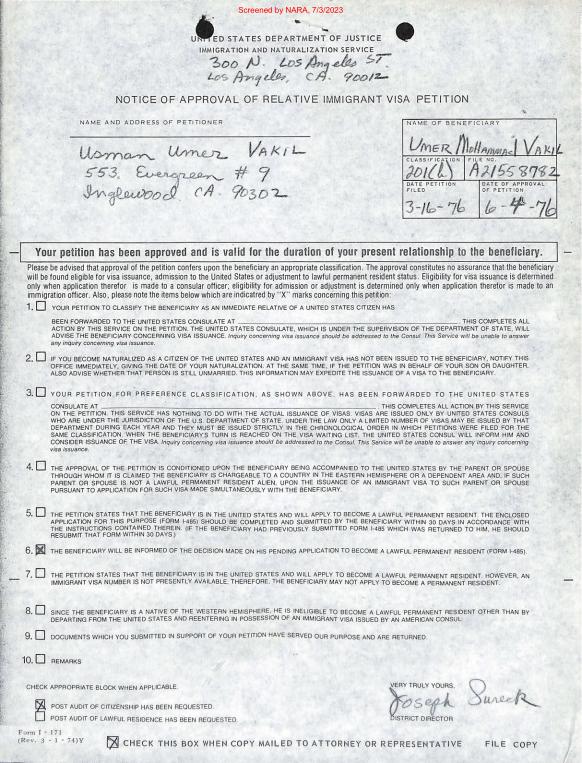 Screened by NARA, 7/3/2023
UNITED STATES DEPARTMENT OF JUSTICE
IMMIGRATION AND NATURALIZATION SERVICE
300 N. Los Angeles ST.
Los Angeles, CA. 90012
NOTICE OF APPROVAL OF RELATIVE IMMIGRANT VISA PETITION
NAME AND ADDRESS OF PETITIONER
Usman Umer VAKIL
553, Evergreen # 9
Inglewood CA. 90302
NAME OF BENEFICIARY
UMER MOHAMMAD VAKIL
CLASSIFICATION FILE NO.
201(b) A21558782
DATE PETITION FILED DATE OF APPROVAL OF PETITION
3-16-76 6-4-76
Your petition has been approved and is valid for the duration of your present relationship to the beneficiary.
Please be advised that approval of the petition confers upon the beneficiary an appropriate classification. The approval constitutes no assurance that the beneficiary
will be found eligible for visa issuance, admission to the United States or adjustment to lawful permanent resident status. Eligibility for visa issuance is determined
only when application therefor is made to a consular officer; eligibility for admission or adjustment is determined only when application therefor is made to an
immigration officer. Also, please note the items below which are indicated by "X" marks concerning this petition:
1. YOUR PETITION TO CLASSIFY THE BENEFICIARY AS AN IMMEDIATE RELATIVE OF A UNITED STATES CITIZEN HAS
BEEN FORWARDED TO THE UNITED STATES CONSULATE AT THIS COMPLETES ALL
ACTION BY THIS SERVICE ON THE PETITION. THE UNITED STATES CONSULATE, WHICH IS UNDER THE SUPERVISION OF THE DEPARTMENT OF STATE, WILL
ADVISE THE BENEFICIARY CONCERNING VISA ISSUANCE. Inquiry concerning visa issuance should be addressed to the Consul. This Service will be unable to answer
any inquiry concerning visa issuance.
2. IF YOU BECOME NATURALIZED AS A CITIZEN OF THE UNITED STATES AND AN IMMIGRANT VISA HAS NOT BEEN ISSUED TO THE BENEFICIARY, NOTIFY THIS
OFFICE IMMEDIATELY, GIVING THE DATE OF YOUR NATURALIZATION. AT THE SAME TIME, IF THE PETITION WAS IN BEHALF OF YOUR SON OR DAUGHTER,
ALSO ADVISE WHETHER THAT PERSON IS STILL UNMARRIED. THIS INFORMATION MAY EXPEDITE THE ISSUANCE OF A VISA TO THE BENEFICIARY.
3. YOUR PETITION FOR PREFERENCE CLASSIFICATION, AS SHOWN ABOVE, HAS BEEN FORWARDED TO THE UNITED STATES
CONSULATE AT . THIS COMPLETES ALL ACTION BY THIS SERVICE
ON THE PETITION. THIS SERVICE HAS NOTHING TO DO WITH THE ACTUAL ISSUANCE OF VISAS. VISAS ARE ISSUED ONLY BY UNITED STATES CONSULS
WHO ARE UNDER THE JURISDICTION OF THE U.S. DEPARTMENT OF STATE. UNDER THE LAW ONLY A LIMITED NUMBER OF VISAS MAY BE ISSUED BY THAT
DEPARTMENT DURING EACH YEAR AND THEY MUST BE ISSUED STRICTLY IN THE CHRONOLOGICAL ORDER IN WHICH PETITIONS WERE FILED FOR THE
SAME CLASSIFICATION. WHEN THE BENEFICIARY'S TURN IS REACHED ON THE VISA WAITING LIST, THE UNITED STATES CONSUL WILL INFORM HIM AND
CONSIDER ISSUANCE OF THE VISA. Inquiry concerning visa issuance should be addressed to the Consul. This Service will be unable to answer any inquiry concerning
visa issuance.
4. THE APPROVAL OF THE PETITION IS CONDITIONED UPON THE BENEFICIARY BEING ACCOMPANIED TO THE UNITED STATES BY THE PARENT OR SPOUSE
THROUGH WHOM IT IS CLAIMED THE BENEFICIARY IS CHARGEABLE TO A COUNTRY IN THE EASTERN HEMISPHERE OR A DEPENDENT AREA AND, IF SUCH
PARENT OR SPOUSE IS NOT A LAWFUL PERMANENT RESIDENT ALIEN, UPON THE ISSUANCE OF AN IMMIGRANT VISA TO SUCH PARENT OR SPOUSE
PURSUANT TO APPLICATION FOR SUCH VISA MADE SIMULTANEOUSLY WITH THE BENEFICIARY.
5. THE PETITION STATES THAT THE BENEFICIARY IS IN THE UNITED STATES AND WILL APPLY TO BECOME A LAWFUL PERMANENT RESIDENT. THE ENCLOSED
APPLICATION FOR THIS PURPOSE (FORM I-485) SHOULD BE COMPLETED AND SUBMITTED BY THE BENEFICIARY WITHIN 30 DAYS IN ACCORDANCE WITH
THE INSTRUCTIONS CONTAINED THEREIN. (IF THE BENEFICIARY HAD PREVIOUSLY SUBMITTED FORM I-485 WHICH WAS RETURNED TO HIM, HE SHOULD
RESUBMIT THAT FORM WITHIN 30 DAYS.)
6. X THE BENEFICIARY WILL BE INFORMED OF THE DECISION MADE ON HIS PENDING APPLICATION TO BECOME A LAWFUL PERMANENT RESIDENT (FORM I-485).
7. THE PETITION STATES THAT THE BENEFICIARY IS IN THE UNITED STATES AND WILL APPLY TO BECOME A LAWFUL PERMANENT RESIDENT. HOWEVER, AN
IMMIGRANT VISA NUMBER IS NOT PRESENTLY AVAILABLE. THEREFORE, THE BENEFICIARY MAY NOT APPLY TO BECOME A PERMANENT RESIDENT.
8. SINCE THE BENEFICIARY IS A NATIVE OF THE WESTERN HEMISPHERE, HE IS INELIGIBLE TO BECOME A LAWFUL PERMANENT RESIDENT OTHER THAN BY
DEPARTING FROM THE UNITED STATES AND REENTERING IN POSSESSION OF AN IMMIGRANT VISA ISSUED BY AN AMERICAN CONSUL.
9. DOCUMENTS WHICH YOU SUBMITTED IN SUPPORT OF YOUR PETITION HAVE SERVED OUR PURPOSE AND ARE RETURNED.
10. REMARKS
CHECK APPROPRIATE BLOCK WHEN APPLICABLE.
X POST AUDIT OF CITIZENSHIP HAS BEEN REQUESTED.
POST AUDIT OF LAWFUL RESIDENCE HAS BEEN REQUESTED.
VERY TRULY YOURS,
Joseph Sureck
DISTRICT DIRECTOR
Form I - 171
(Rev. 3 - 1 - 74)Y
X CHECK THIS BOX WHEN COPY MAILED TO ATTORNEY OR REPRESENTATIVE FILE COPY